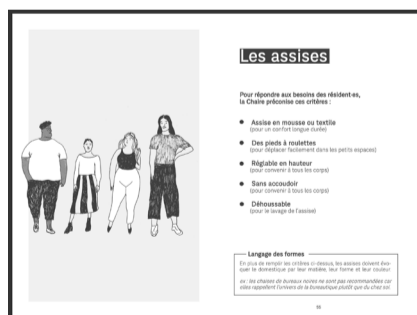 Les assises
Pour répondre aux besoins des résident·es,
la Chaire préconise ces critères :
Assise en mousse ou textile
(pour un confort longue durée)
Des pieds à roulettes
(pour déplacer facilement dans les petits espaces)
Réglable en hauteur
(pour convenir à tous les corps)
Sans accoudoir
(pour convenir à tous les corps)
Déhoussable
(pour le lavage de l'assise)
Langage des formes
En plus de remplir les critères ci-dessus, les assises doivent évo-
quer le domestique par leur matière, leur forme et leur couleur
ex : les chaises de bureaux noires ne sont pas recommandées car
elles rappellent l'univers de la bureautique plutôt que du chez soi.